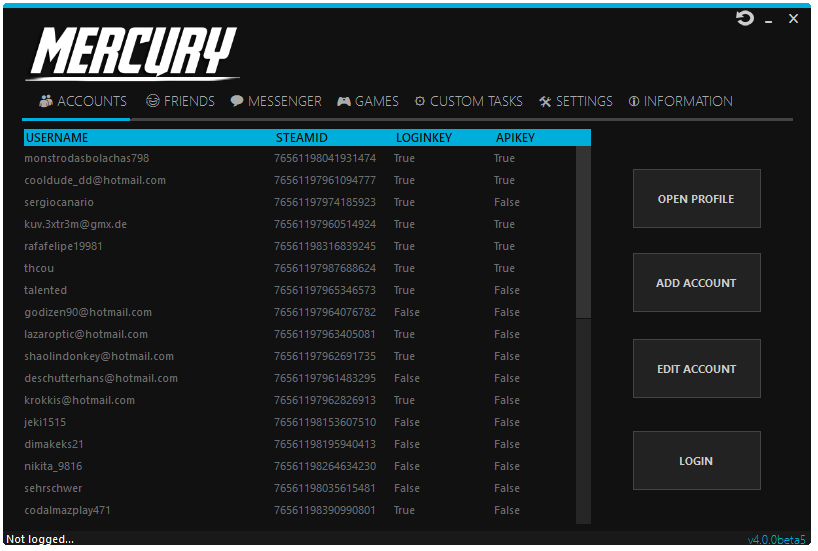 MERCURY
ACCOUNTS FRIENDS MESSENGER GAMES CUSTOM TASKS SETTINGS INFORMATION
USERNAME STEAMID LOGINKEY APIKEY
monstrodasbolachas798 76561198041931474 True True
cooldude_dd@hotmail.com 76561197961094777 True True
sergiocanario 76561197974185923 True False
kuv.3xtr3m@gmx.de 76561197960514924 True True
rafafelipe19981 76561198316839245 True True
thcou 76561197987688624 True True
talented 76561197965346573 True False
godizen90@hotmail.com 76561197964076782 False False
lazaroptic@hotmail.com 76561197963405081 True True
shaolindonkey@hotmail.com 76561197962691735 True False
deschutterhans@hotmail.com 76561197961483295 False False
krokkis@hotmail.com 76561197962826913 True False
jeki1515 76561198153607510 False False
dimakeks21 76561198195940413 False False
nikita_9816 76561198264634230 False False
sehrschwer 76561198035615481 False False
codalmazplay471 76561198390990801 True False
OPEN PROFILE
ADD ACCOUNT
EDIT ACCOUNT
LOGIN
Not logged... v4.0.0beta5